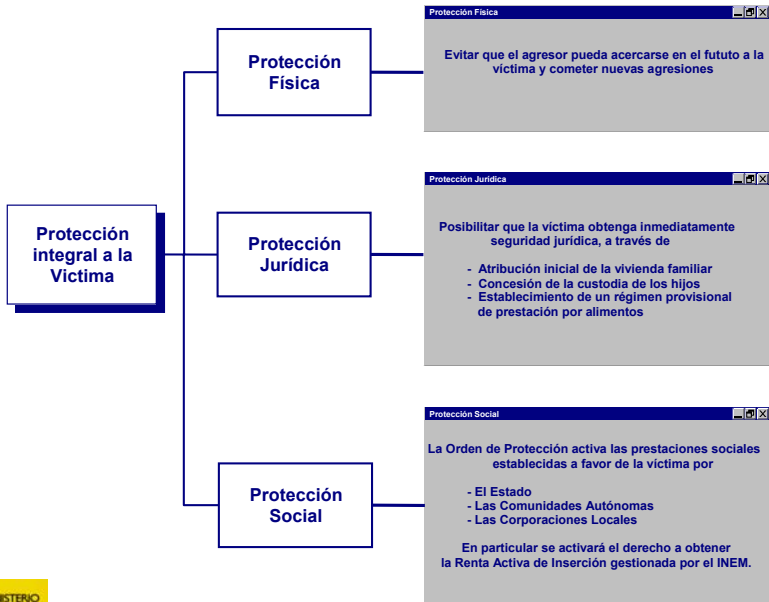 Protección
integral a la
Victima
Protección
Física
Protección Física
Evitar que el agresor pueda acercarse en el fututo a la
víctima y cometer nuevas agresiones
Protección
Jurídica
Protección Jurídica
Posibilitar que la víctima obtenga inmediatamente
seguridad jurídica, a través de
- Atribución inicial de la vivienda familiar
- Concesión de la custodia de los hijos
- Establecimiento de un régimen provisional
de prestación por alimentos
Protección
Social
Protección Social
La Orden de Protección activa las prestaciones sociales
establecidas a favor de la víctima por
- El Estado
- Las Comunidades Autónomas
- Las Corporaciones Locales
En particular se activará el derecho a obtener
la Renta Activa de Inserción gestionada por el INEM.